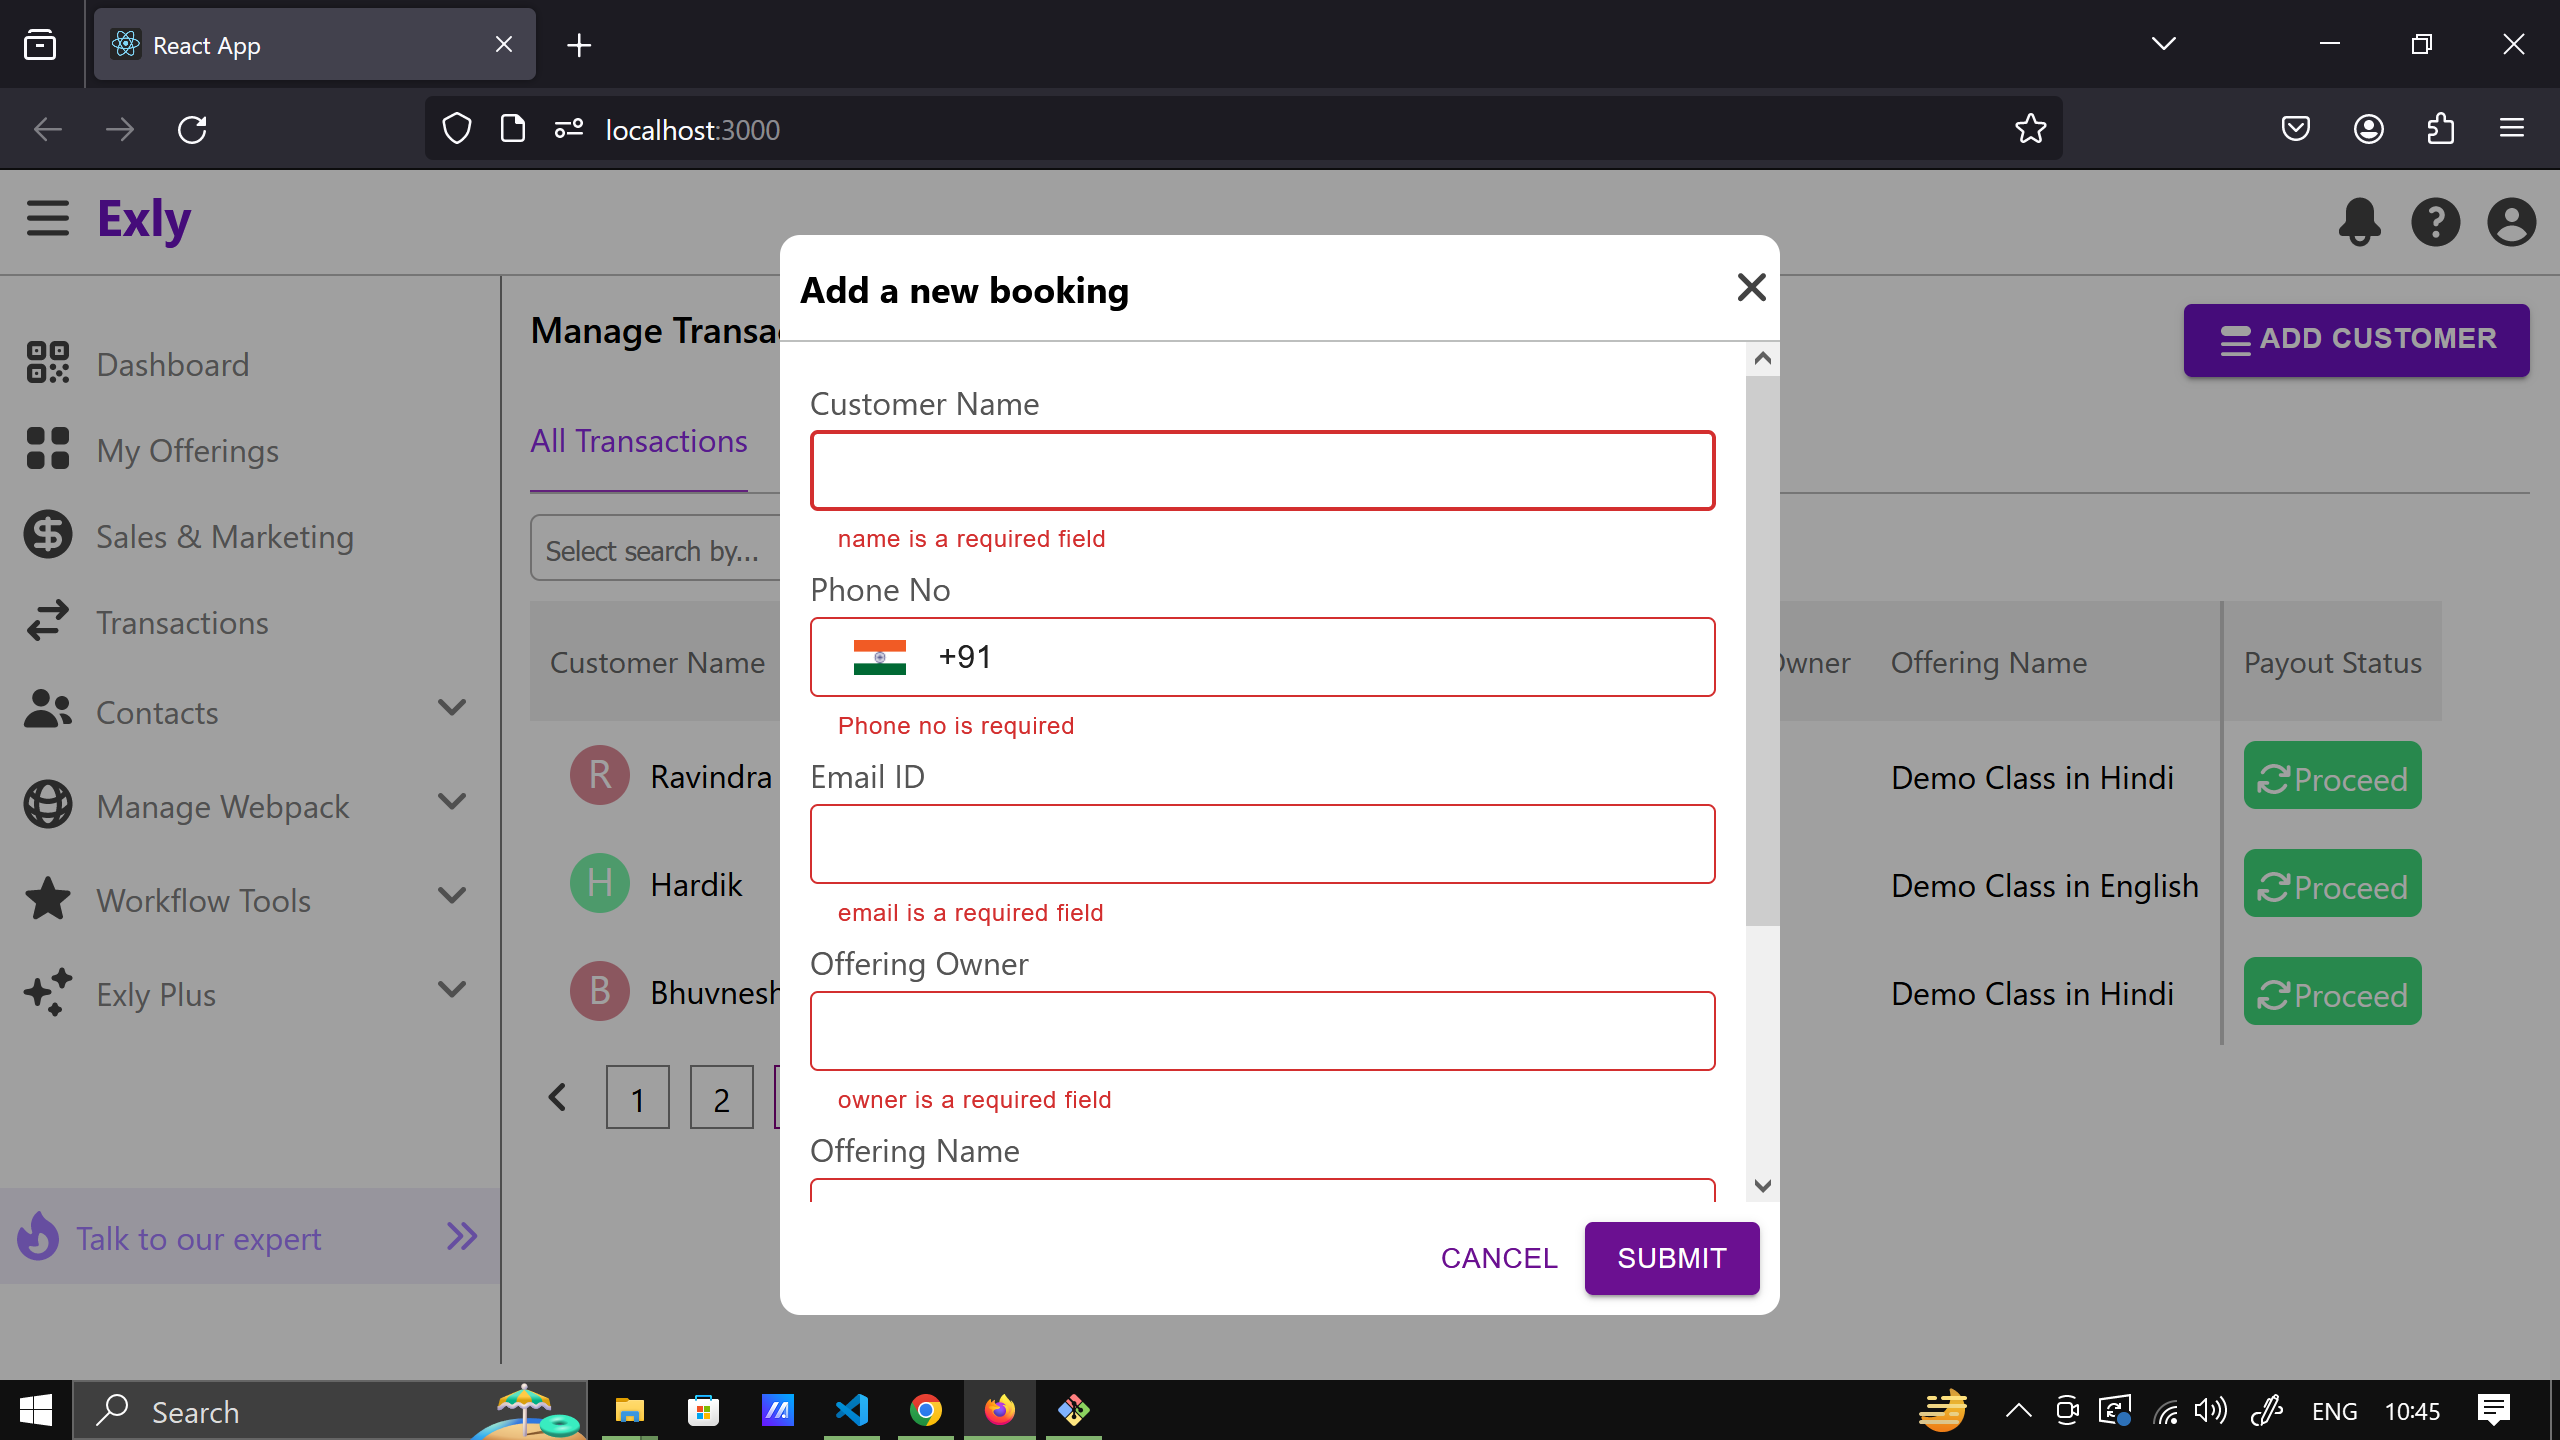 React App
localhost:3000
Exly
Dashboard
My Offerings
Sales & Marketing
Transactions
Contacts
Manage Webpack
Workflow Tools
Exly Plus
Talk to our expert
Manage Transac
ADD CUSTOMER
All Transactions
Select search by...
Customer Name
Owner
Offering Name
Payout Status
R
Ravindra
Demo Class in Hindi
Proceed
H
Hardik
Demo Class in English
Proceed
B
Bhuvnesh
Demo Class in Hindi
Proceed
1
2
Add a new booking
Customer Name
name is a required field
Phone No
+91
Phone no is required
Email ID
email is a required field
Offering Owner
owner is a required field
Offering Name
CANCEL
SUBMIT
Search
ENG
10:45